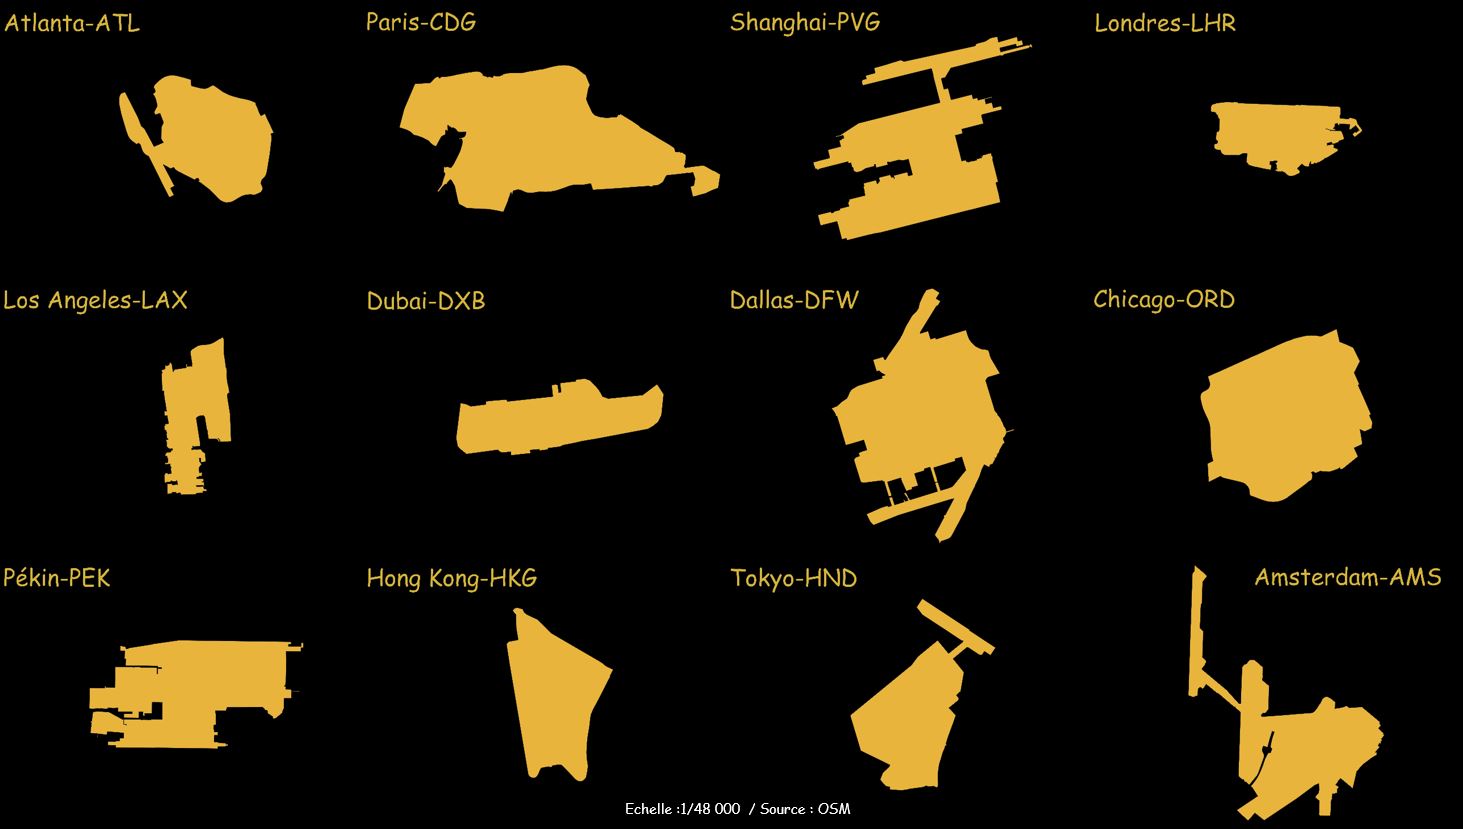 Atlanta-ATL
Paris-CDG
Shanghai-PVG
Londres-LHR
Los Angeles-LAX
Dubai-DXB
Dallas-DFW
Chicago-ORD
Pékin-PEK
Hong Kong-HKG
Tokyo-HND
Amsterdam-AMS
Echelle :1/48 000 / Source : OSM